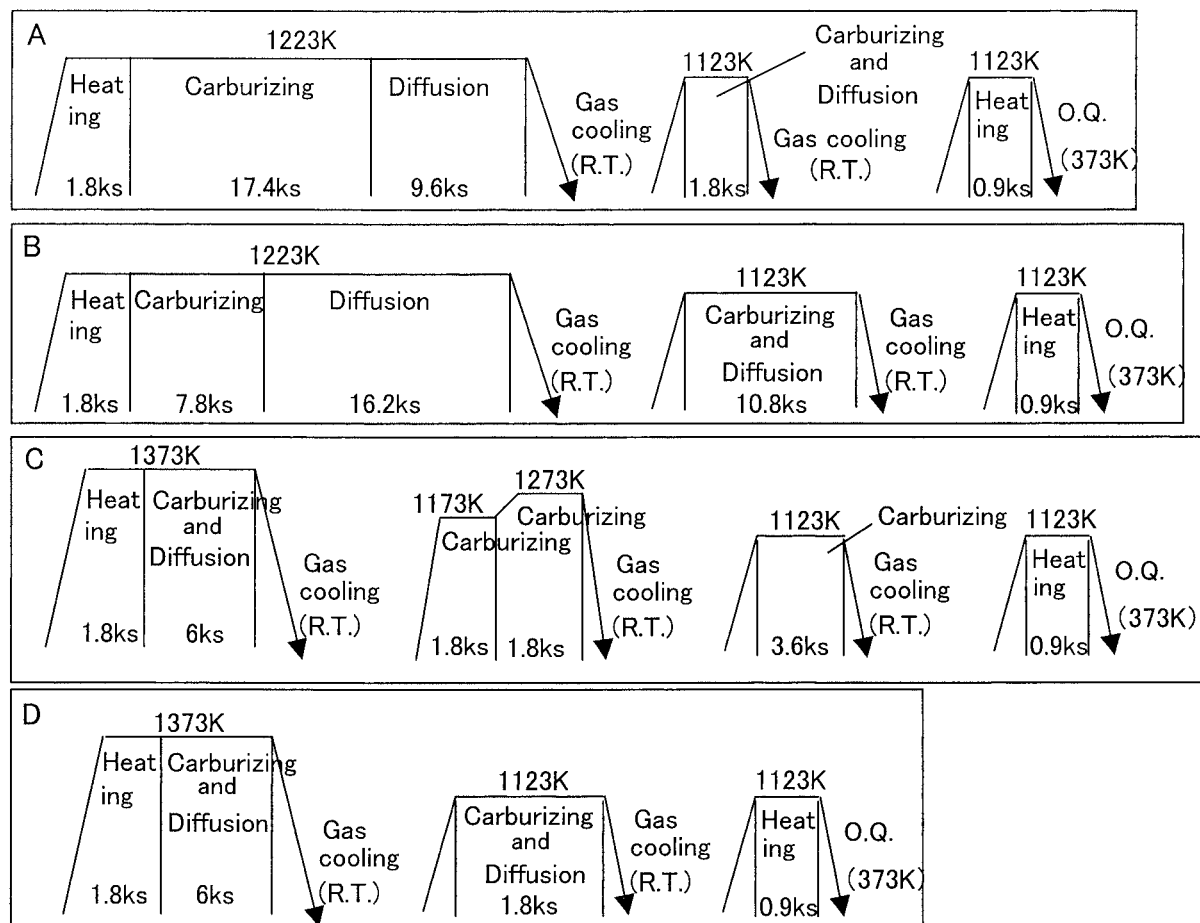 A
1223K
Heat
ing
Carburizing
Diffusion
1.8ks
17.4ks
9.6ks
Gas
cooling
(R.T.)
1123K
Carburizing
and
Diffusion
1.8ks
Gas cooling
(R.T.)
1123K
Heat
ing
0.9ks
O.Q.
(373K)
B
1223K
Heat
ing
Carburizing
Diffusion
1.8ks
7.8ks
16.2ks
Gas
cooling
(R.T.)
1123K
Carburizing
and
Diffusion
10.8ks
Gas
cooling
(R.T.)
1123K
Heat
ing
0.9ks
O.Q.
(373K)
C
1373K
Heat
ing
Carburizing
and
Diffusion
1.8ks
6ks
Gas
cooling
(R.T.)
1173K
1273K
Carburizing
Carburizing
1.8ks
1.8ks
Gas
cooling
(R.T.)
1123K
Carburizing
3.6ks
Gas
cooling
(R.T.)
1123K
Heat
ing
0.9ks
O.Q.
(373K)
D
1373K
Heat
ing
Carburizing
and
Diffusion
1.8ks
6ks
Gas
cooling
(R.T.)
1123K
Carburizing
and
Diffusion
1.8ks
Gas
cooling
(R.T.)
1123K
Heat
ing
0.9ks
O.Q.
(373K)